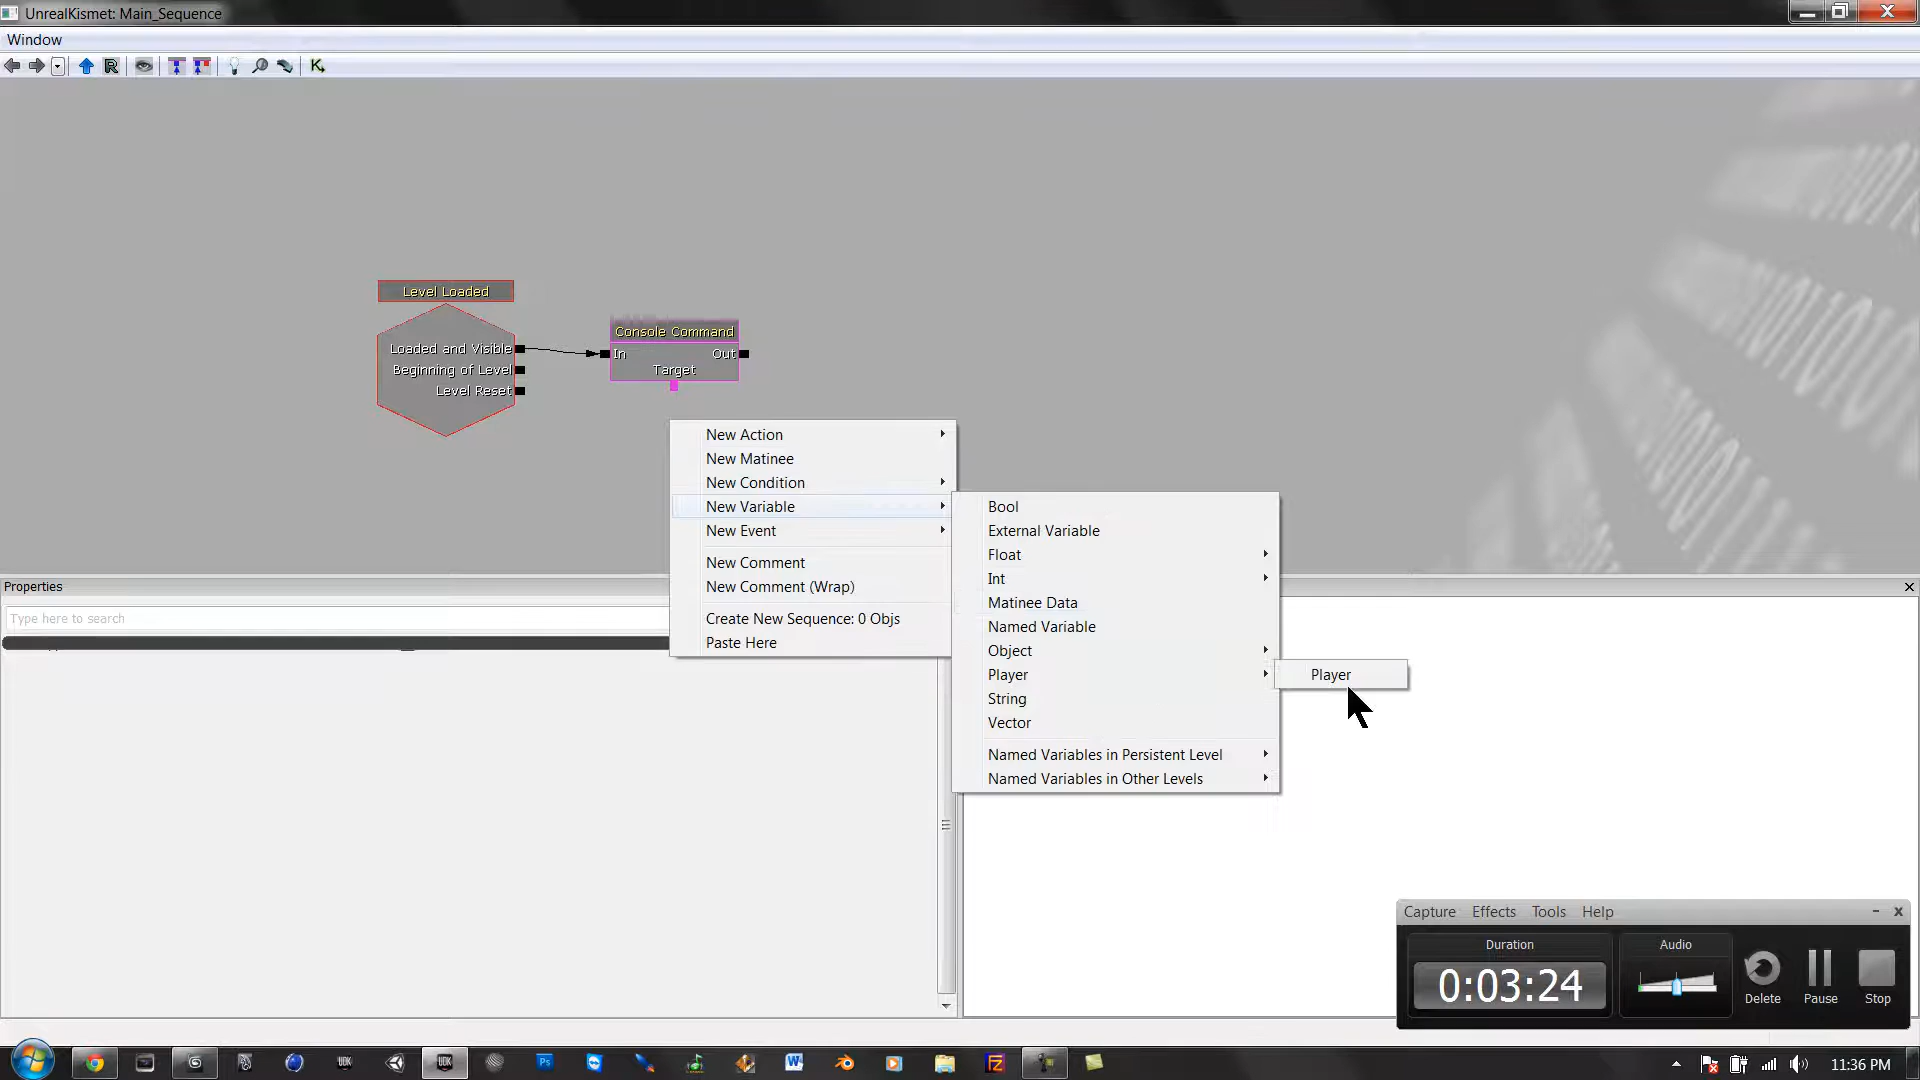 UnrealKismet: Main_Sequence
Window
Level Loaded
Loaded and Visible
Beginning of Level
Level Reset
Console Command
In Out
Target
New Action
New Matinee
New Condition
New Variable
New Event
New Comment
New Comment (Wrap)
Create New Sequence: 0 Objs
Paste Here
Bool
External Variable
Float
Int
Matinee Data
Named Variable
Object
Player
String
Vector
Named Variables in Persistent Level
Named Variables in Other Levels
Player
Properties
Type here to search
Capture Effects Tools Help
Duration
Audio
0:03:24
Delete Pause Stop
11:36 PM